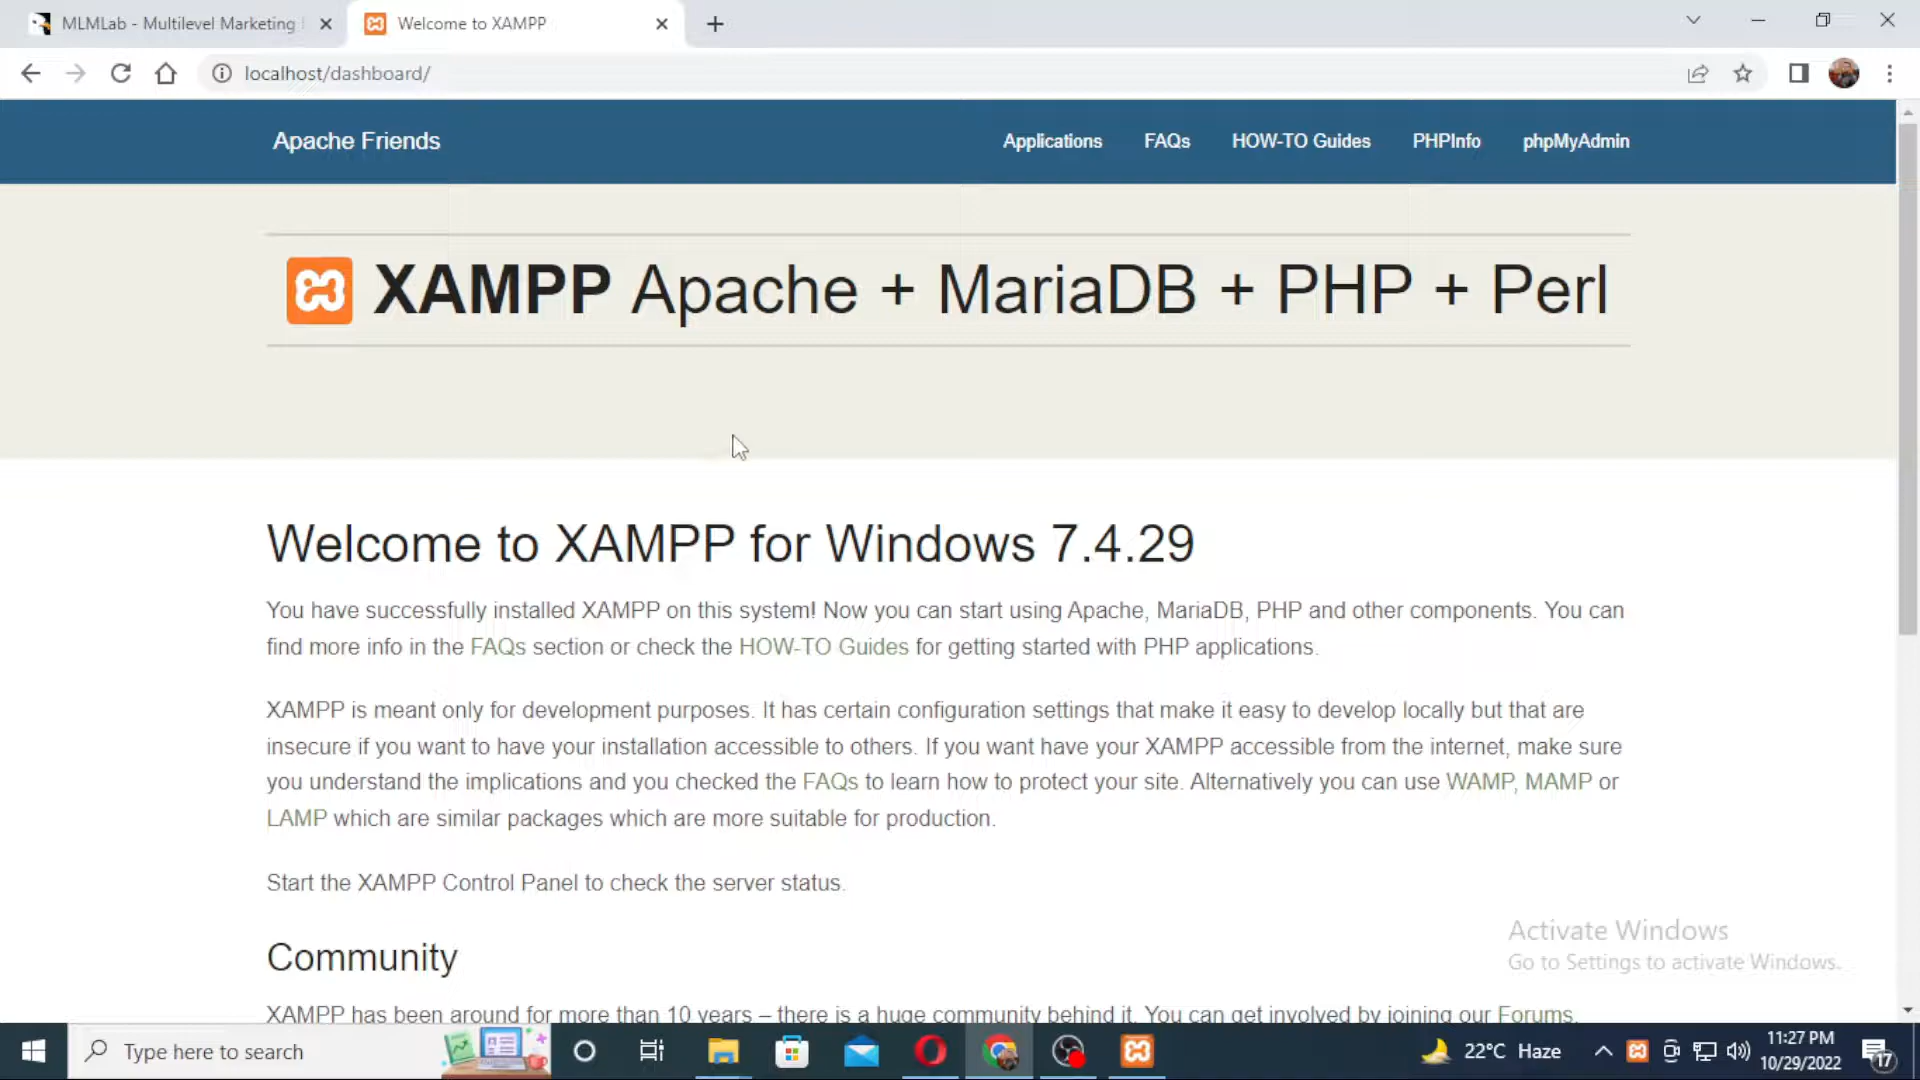 MLMLab - Multilevel Marketing
Welcome to XAMPP
localhost/dashboard/
Apache Friends
Applications
FAQs
HOW-TO Guides
PHPInfo
phpMyAdmin
XAMPP Apache + MariaDB + PHP + Perl
Welcome to XAMPP for Windows 7.4.29
You have successfully installed XAMPP on this system! Now you can start using Apache, MariaDB, PHP and other components. You can
find more info in the FAQs section or check the HOW-TO Guides for getting started with PHP applications.
XAMPP is meant only for development purposes. It has certain configuration settings that make it easy to develop locally but that are
insecure if you want to have your installation accessible to others. If you want have your XAMPP accessible from the internet, make sure
you understand the implications and you checked the FAQs to learn how to protect your site. Alternatively you can use WAMP, MAMP or
LAMP which are similar packages which are more suitable for production.
Start the XAMPP Control Panel to check the server status.
Activate Windows
Go to Settings to activate Windows.
Community
XAMPP has been around for more than 10 years – there is a huge community behind it. You can get involved by joining our Forums,
Type here to search
22°C Haze
11:27 PM
10/29/2022
17